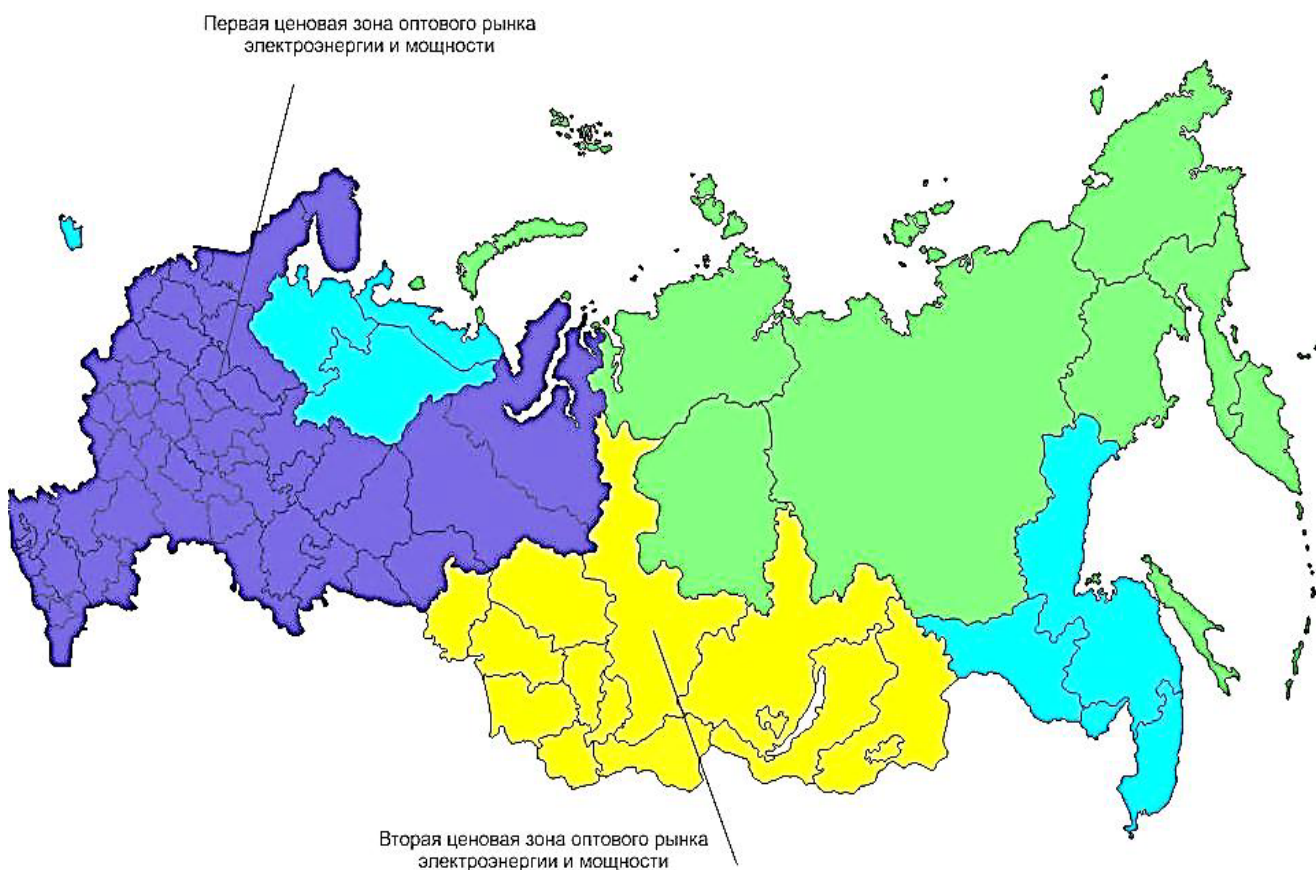 Первая ценовая зона оптового рынка
электроэнергии и мощности
Вторая ценовая зона оптового рынка
электроэнергии и мощности